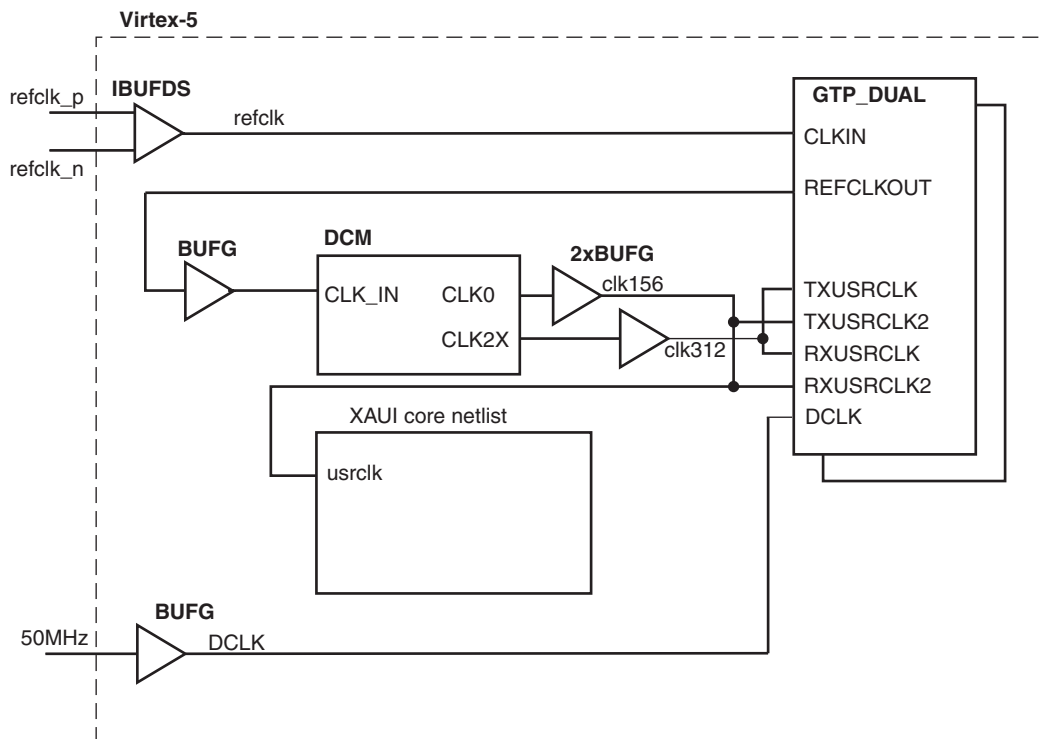 Virtex-5
IBUFDS
GTP_DUAL
refclk_p
refclk
CLKIN
refclk_n
REFCLKOUT
BUFG
DCM
2xBUFG
CLK_IN
CLK0
clk156
TXUSRCLK
TXUSRCLK2
CLK2X
clk312
RXUSRCLK
RXUSRCLK2
XAUI core netlist
DCLK
usrclk
BUFG
50MHz
DCLK